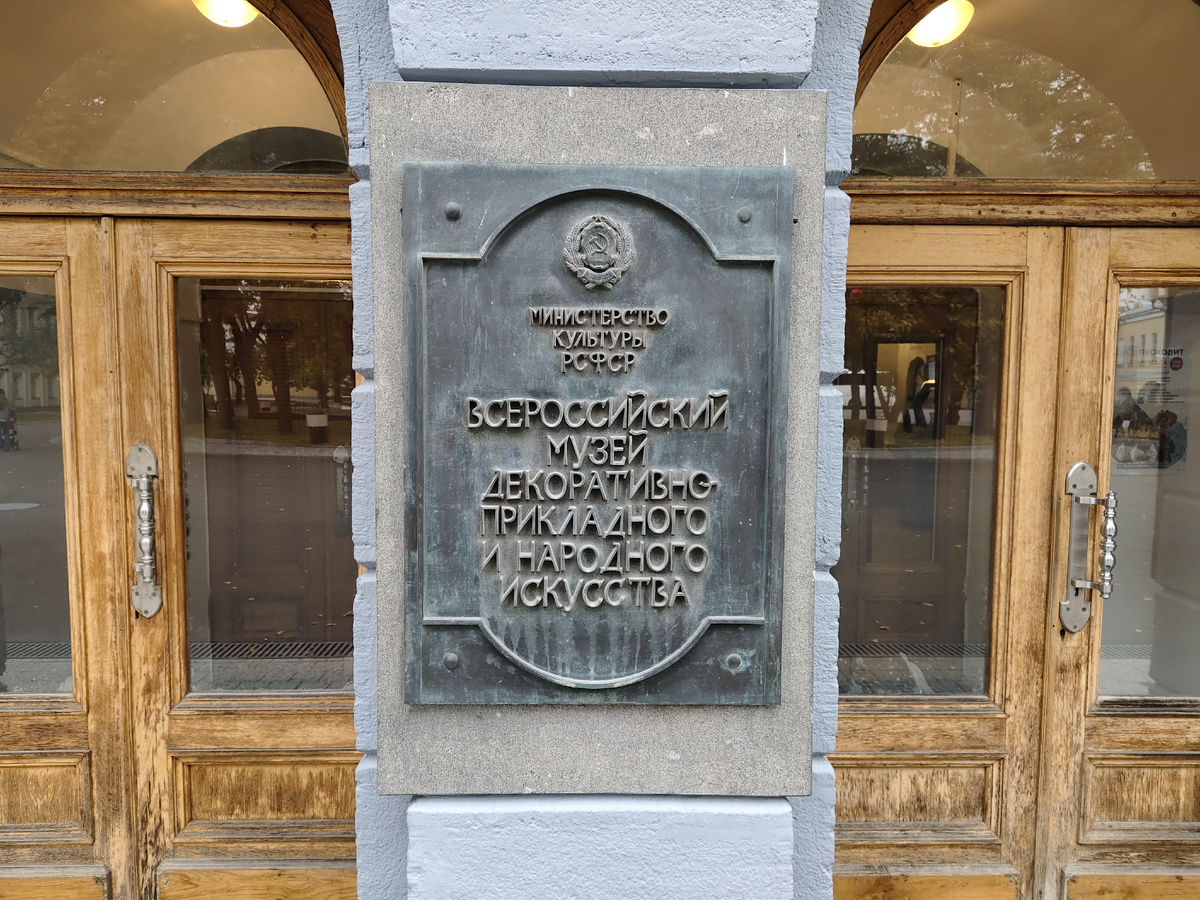 МИНИСТЕРСТВО
КУЛЬТУРЫ
РСФСР
ВСЕРОССИЙСКИЙ
МУЗЕЙ
ДЕКОРАТИВНО-
ПРИКЛАДНОГО
И НАРОДНОГО
ИСКУССТВА